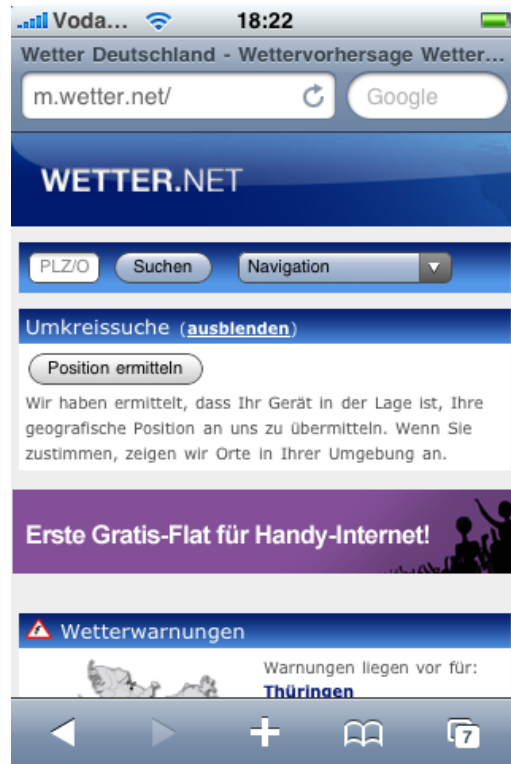 Voda... 18:22
Wetter Deutschland - Wettervorhersage Wetter...
m.wetter.net/ Google
WETTER.NET
PLZ/O Suchen Navigation
Umkreissuche (ausblenden)
Position ermitteln
Wir haben ermittelt, dass Ihr Gerät in der Lage ist, Ihre
geografische Position an uns zu übermitteln. Wenn Sie
zustimmen, zeigen wir Orte in Ihrer Umgebung an.
Erste Gratis-Flat für Handy-Internet!
Wetterwarnungen
Warnungen liegen vor für:
Thüringen
7